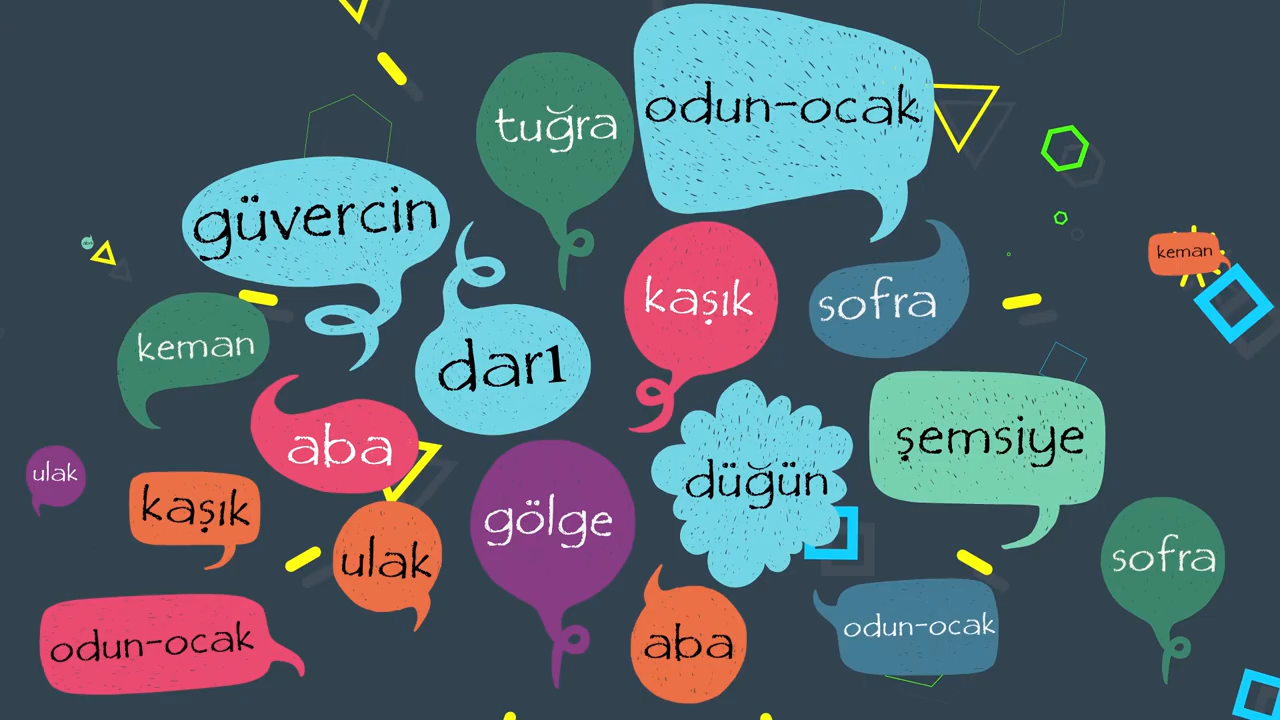 odun-ocak
tuğra
güvercin
keman
kaşık
sofra
keman
darı
aba
şemsiye
ulak
düğün
kaşık
gölge
ulak
sofra
odun-ocak
aba
odun-ocak